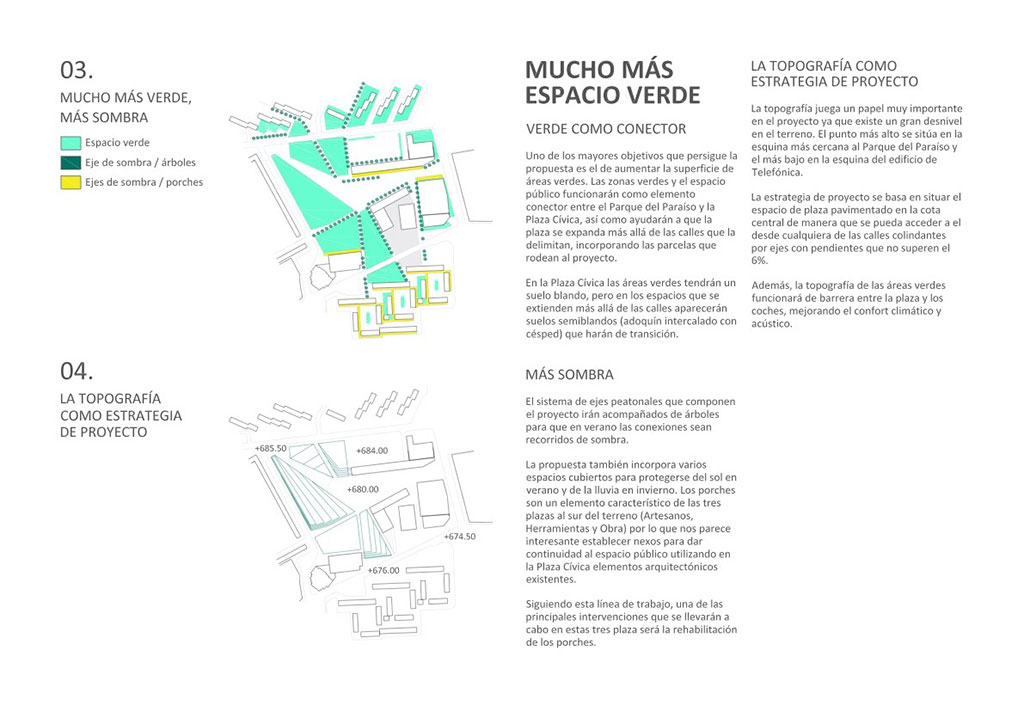 03.
MUCHO MÁS VERDE,
MÁS SOMBRA
Espacio verde
Eje de sombra / árboles
Ejes de sombra / porches
04.
LA TOPOGRAFÍA
COMO ESTRATEGIA
DE PROYECTO
+685.50
+684.00
+680.00
+674.50
+676.00
MUCHO MÁS
ESPACIO VERDE
VERDE COMO CONECTOR
Uno de los mayores objetivos que persigue la
propuesta es el de aumentar la superficie de
áreas verdes. Las zonas verdes y el espacio
público funcionarán como elemento
conector entre el Parque del Paraíso y la
Plaza Cívica, así como ayudarán a que la
plaza se expanda más allá de las calles que la
delimitan, incorporando las parcelas que
rodean al proyecto.
En la Plaza Cívica las áreas verdes tendrán un
suelo blando, pero en los espacios que se
extienden más allá de las calles aparecerán
suelos semiblandos (adoquín intercalado con
césped) que harán de transición.
MÁS SOMBRA
El sistema de ejes peatonales que componen
el proyecto irán acompañados de árboles
para que en verano las conexiones sean
recorridos de sombra.
La propuesta también incorpora varios
espacios cubiertos para protegerse del sol en
verano y de la lluvia en invierno. Los porches
son un elemento característico de las tres
plazas al sur del terreno (Artesanos,
Herramientas y Obra) por lo que nos parece
interesante establecer nexos para dar
continuidad al espacio público utilizando en
la Plaza Cívica elementos arquitectónicos
existentes.
Siguiendo esta línea de trabajo, una de las
principales intervenciones que se llevarán a
cabo en estas tres plaza será la rehabilitación
de los porches.
LA TOPOGRAFÍA COMO
ESTRATEGIA DE PROYECTO
La topografía juega un papel muy importante
en el proyecto ya que existe un gran desnivel
en el terreno. El punto más alto se sitúa en la
esquina más cercana al Parque del Paraíso y
el más bajo en la esquina del edificio de
Telefónica.
La estrategia de proyecto se basa en situar el
espacio de plaza pavimentado en la cota
central de manera que se pueda acceder a el
desde cualquiera de las calles colindantes
por ejes con pendientes que no superen el
6%.
Además, la topografía de las áreas verdes
funcionará de barrera entre la plaza y los
coches, mejorando el confort climático y
acústico.